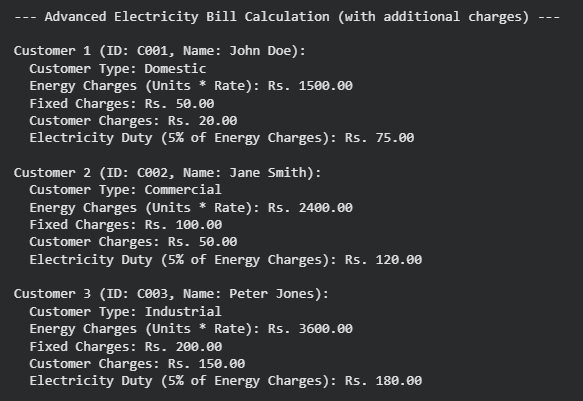 --- Advanced Electricity Bill Calculation (with additional charges) ---
Customer 1 (ID: C001, Name: John Doe):
Customer Type: Domestic
Energy Charges (Units * Rate): Rs. 1500.00
Fixed Charges: Rs. 50.00
Customer Charges: Rs. 20.00
Electricity Duty (5% of Energy Charges): Rs. 75.00
Customer 2 (ID: C002, Name: Jane Smith):
Customer Type: Commercial
Energy Charges (Units * Rate): Rs. 2400.00
Fixed Charges: Rs. 100.00
Customer Charges: Rs. 50.00
Electricity Duty (5% of Energy Charges): Rs. 120.00
Customer 3 (ID: C003, Name: Peter Jones):
Customer Type: Industrial
Energy Charges (Units * Rate): Rs. 3600.00
Fixed Charges: Rs. 200.00
Customer Charges: Rs. 150.00
Electricity Duty (5% of Energy Charges): Rs. 180.00